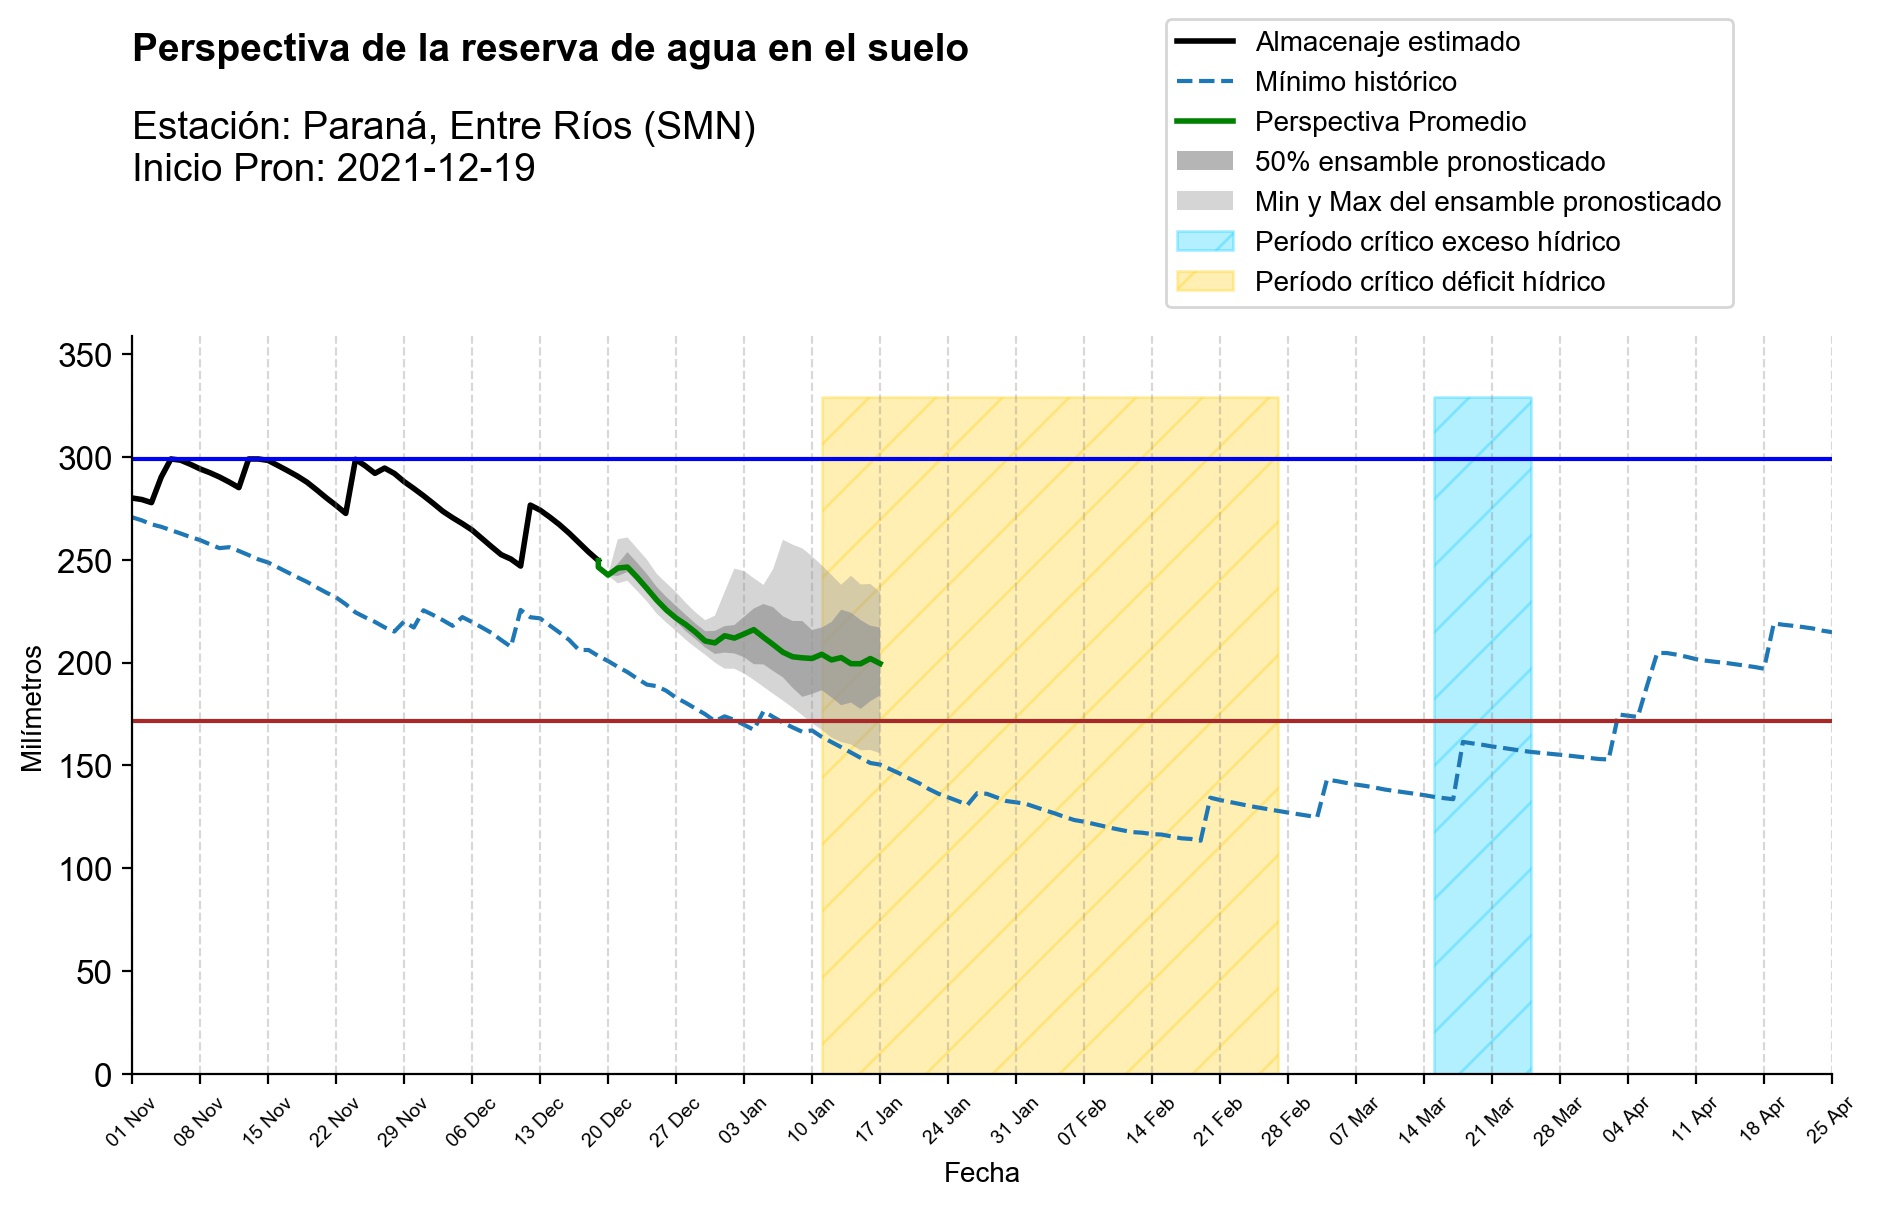 Perspectiva de la reserva de agua en el suelo
Estación: Paraná, Entre Ríos (SMN)
Inicio Pron: 2021-12-19
Almacenaje estimado
Mínimo histórico
Perspectiva Promedio
50% ensamble pronosticado
Min y Max del ensamble pronosticado
Período crítico exceso hídrico
Período crítico déficit hídrico
Milímetros
350
300
250
200
150
100
50
0
01 Nov
08 Nov
15 Nov
22 Nov
29 Nov
06 Dec
13 Dec
20 Dec
27 Dec
03 Jan
10 Jan
17 Jan
24 Jan
31 Jan
07 Feb
14 Feb
21 Feb
28 Feb
07 Mar
14 Mar
21 Mar
28 Mar
04 Apr
11 Apr
18 Apr
25 Apr
Fecha